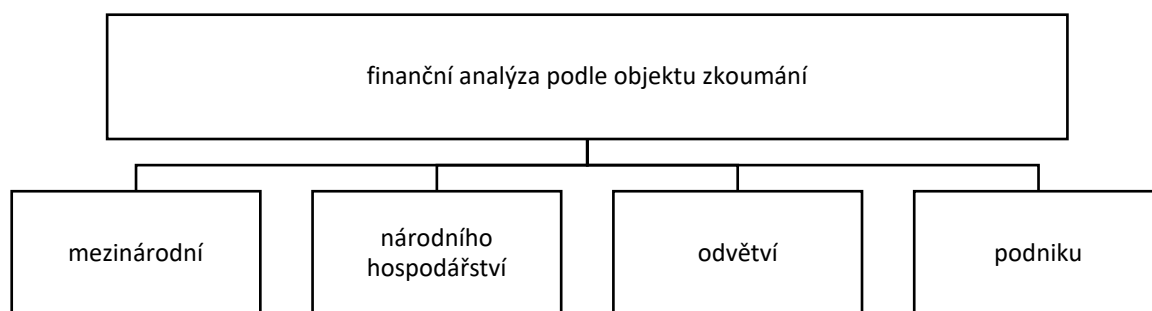 finanční analýza podle objektu zkoumání
mezinárodní
národního
hospodářství
odvětví
podniku